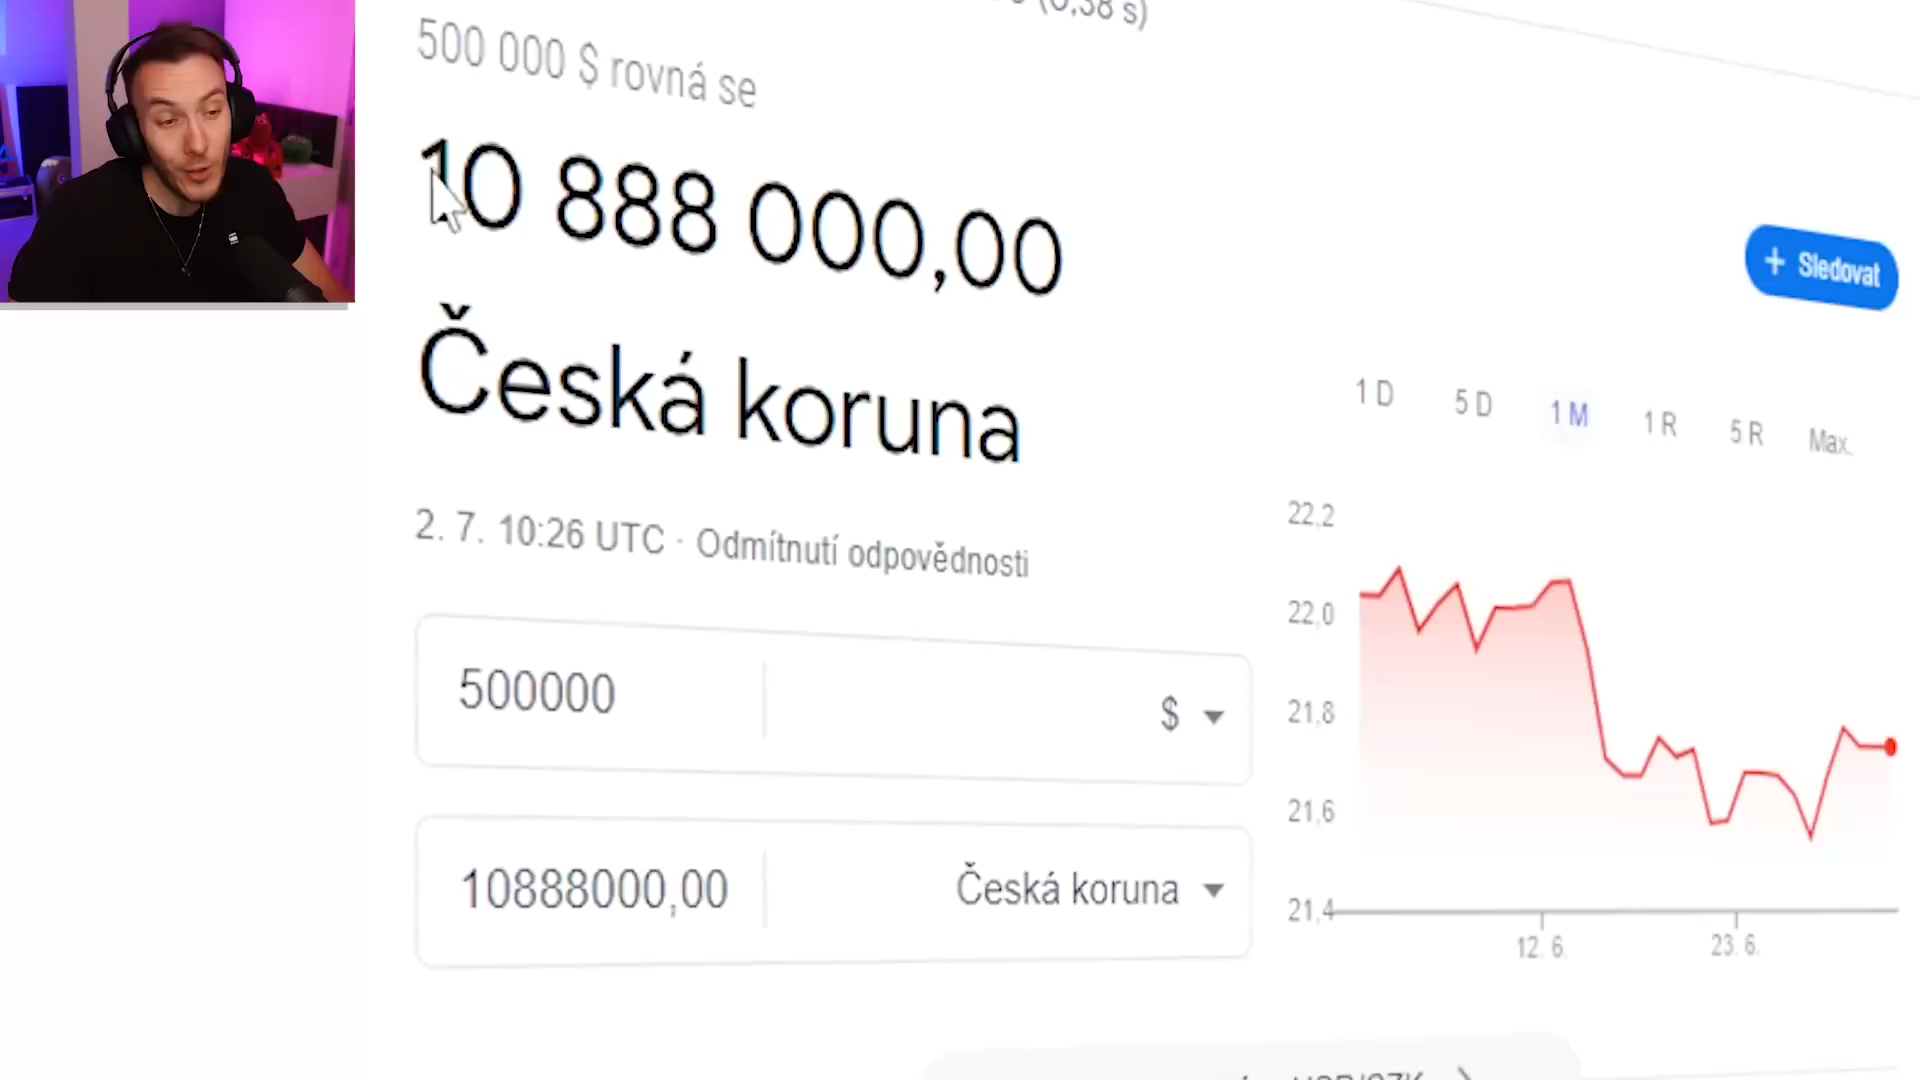 (0,38 s)
500 000 $ rovná se
10 888 000,00
Česká koruna
2. 7. 10:26 UTC · Odmítnutí odpovědnosti
500000 $
10888000,00 Česká koruna
+ Sledovat
1 D 5 D 1 M 1 R 5 R Max.
22,2
22,0
21,8
21,6
21,4
12. 6. 23. 6.